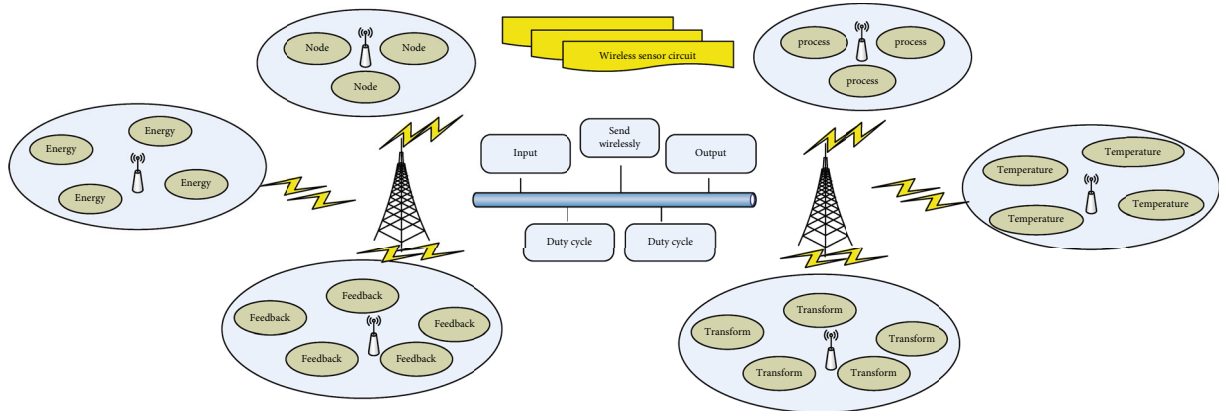 Node
Node
Node
Wireless sensor circuit
process
process
process
Energy
Energy
Energy
Energy
Input
Send
wirelessly
Output
Duty cycle
Duty cycle
Temperature
Temperature
Temperature
Temperature
Feedback
Feedback
Feedback
Feedback
Feedback
Transform
Transform
Transform
Transform
Transform